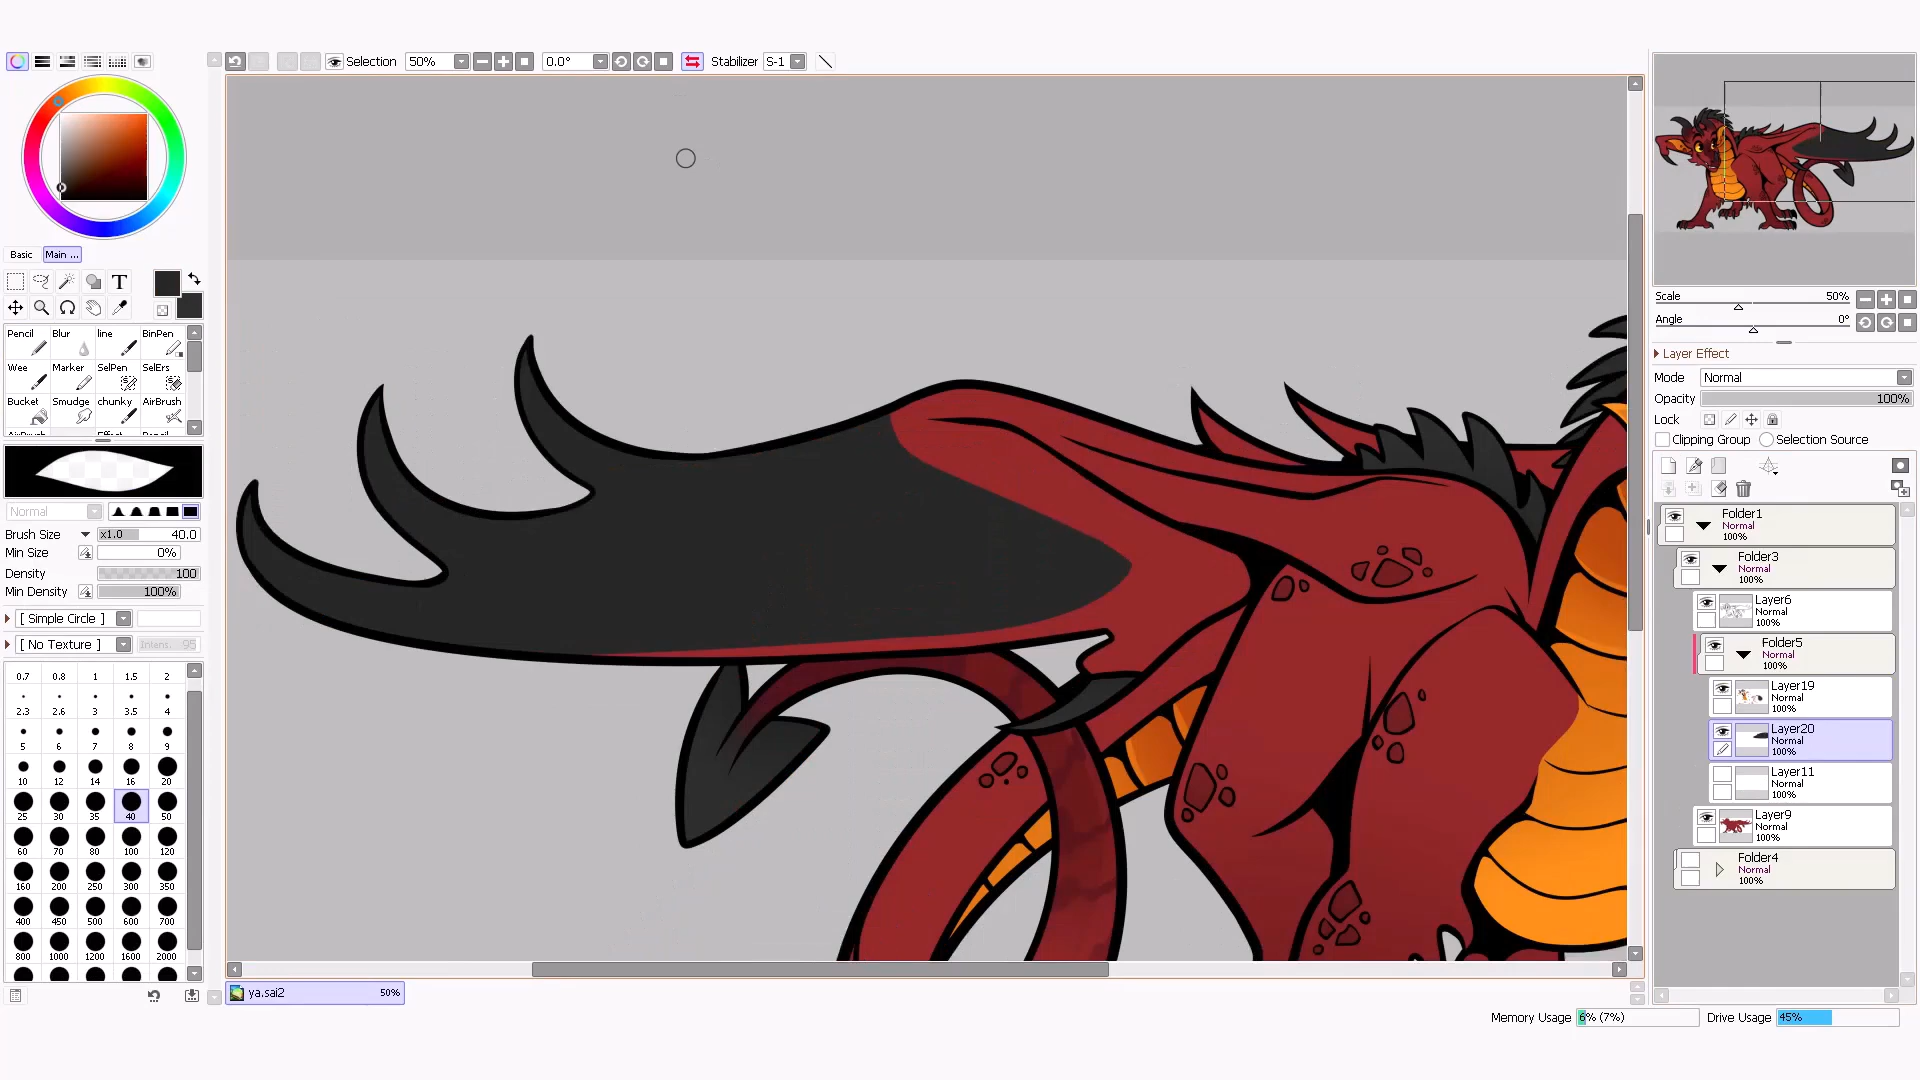 Selection 50% 0.0° Stabilizer S-1
Basic
Main ...
T
Pencil Blur line BinPen
Wee Marker SelPen SelErs
Bucket Smudge chunky AirBrush
Normal
Brush Size x1.0 40.0
Min Size 0%
Density 100
Min Density 100%
[ Simple Circle ]
[ No Texture ] Intens. 95
0.7 0.8 1 1.5 2
2.3 2.6 3 3.5 4
5 6 7 8 9
10 12 14 16 20
25 30 35 40 50
60 70 80 100 120
160 200 250 300 350
400 450 500 600 700
800 1000 1200 1600 2000
ya.sai2 50%
Scale 50%
Angle 0°
Layer Effect
Mode Normal
Opacity 100%
Lock
Clipping Group Selection Source
Folder1
Normal
100%
Folder3
Normal
100%
Layer6
Normal
100%
Folder5
Normal
100%
Layer19
Normal
100%
Layer20
Normal
100%
Layer11
Normal
100%
Layer9
Normal
100%
Folder4
Normal
100%
Memory Usage 6% (7%) Drive Usage 45%